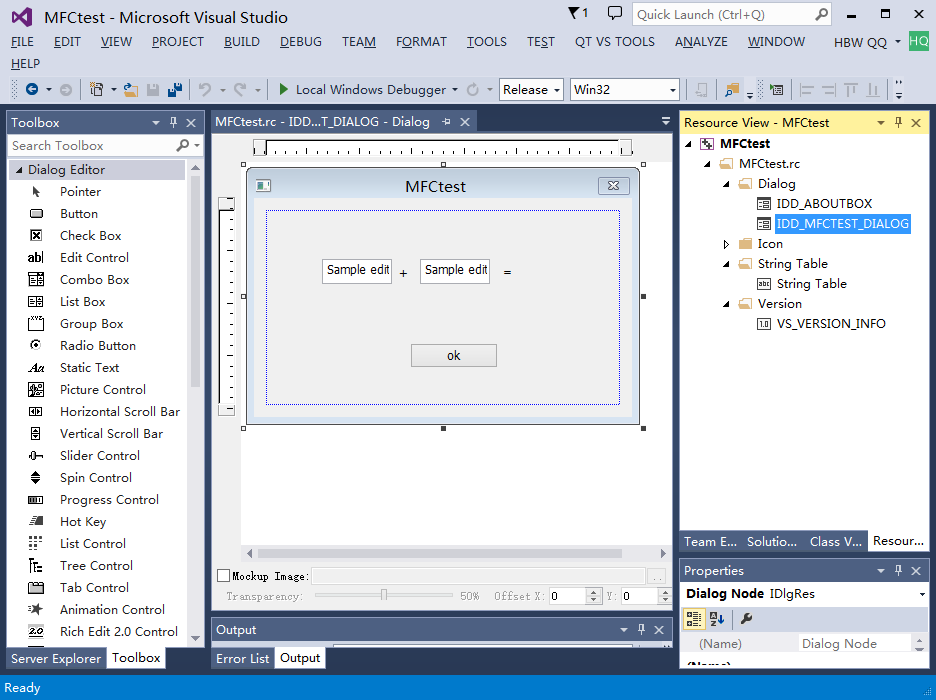 MFCtest - Microsoft Visual Studio
1
Quick Launch (Ctrl+Q)
FILE EDIT VIEW PROJECT BUILD DEBUG TEAM FORMAT TOOLS TEST QT VS TOOLS ANALYZE WINDOW HBW QQ HQ
HELP
Local Windows Debugger Release Win32
Toolbox
Search Toolbox
Dialog Editor
Pointer
Button
Check Box
Edit Control
Combo Box
List Box
Group Box
Radio Button
Static Text
Picture Control
Horizontal Scroll Bar
Vertical Scroll Bar
Slider Control
Spin Control
Progress Control
Hot Key
List Control
Tree Control
Tab Control
Animation Control
Rich Edit 2.0 Control
Server Explorer Toolbox
MFCtest.rc - IDD...T_DIALOG - Dialog
MFCtest
Sample edit + Sample edit =
ok
Mockup Image: ...
Transparency: 50% Offset X: 0 Y: 0
Output
Error List Output
Resource View - MFCtest
MFCtest
MFCtest.rc
Dialog
IDD_ABOUTBOX
IDD_MFCTEST_DIALOG
Icon
String Table
String Table
Version
VS_VERSION_INFO
Team E... Solutio... Class V... Resour...
Properties
Dialog Node IDlgRes
(Name) Dialog Node
Ready